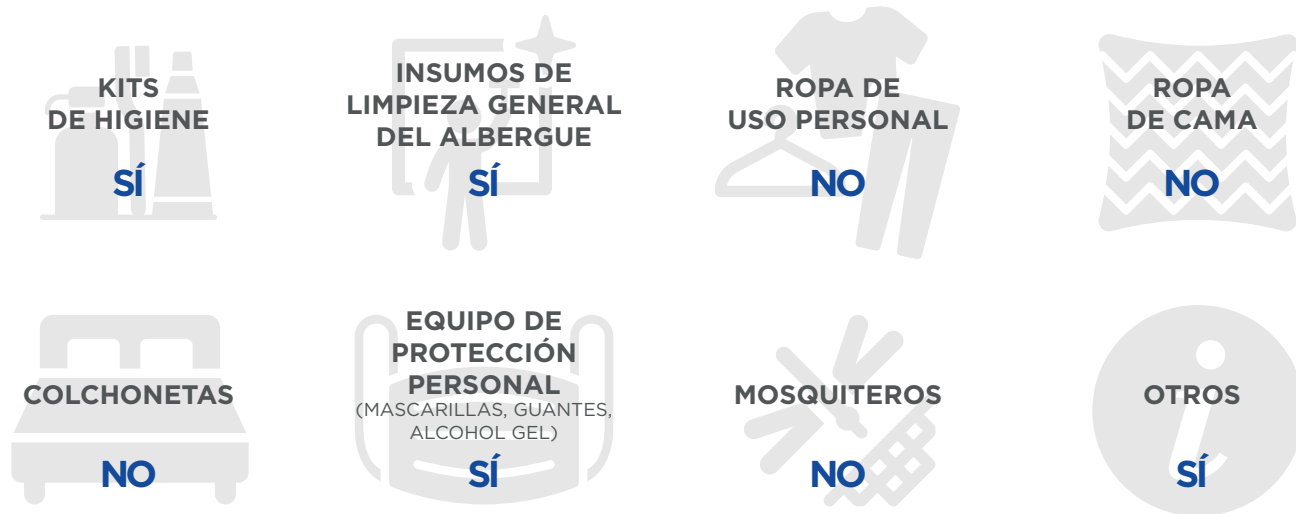 KITS
DE HIGIENE
SÍ
INSUMOS DE
LIMPIEZA GENERAL
DEL ALBERGUE
SÍ
ROPA DE
USO PERSONAL
NO
ROPA
DE CAMA
NO
COLCHONETAS
NO
EQUIPO DE
PROTECCIÓN
PERSONAL
(MASCARILLAS, GUANTES,
ALCOHOL GEL)
SÍ
MOSQUITEROS
NO
OTROS
SÍ